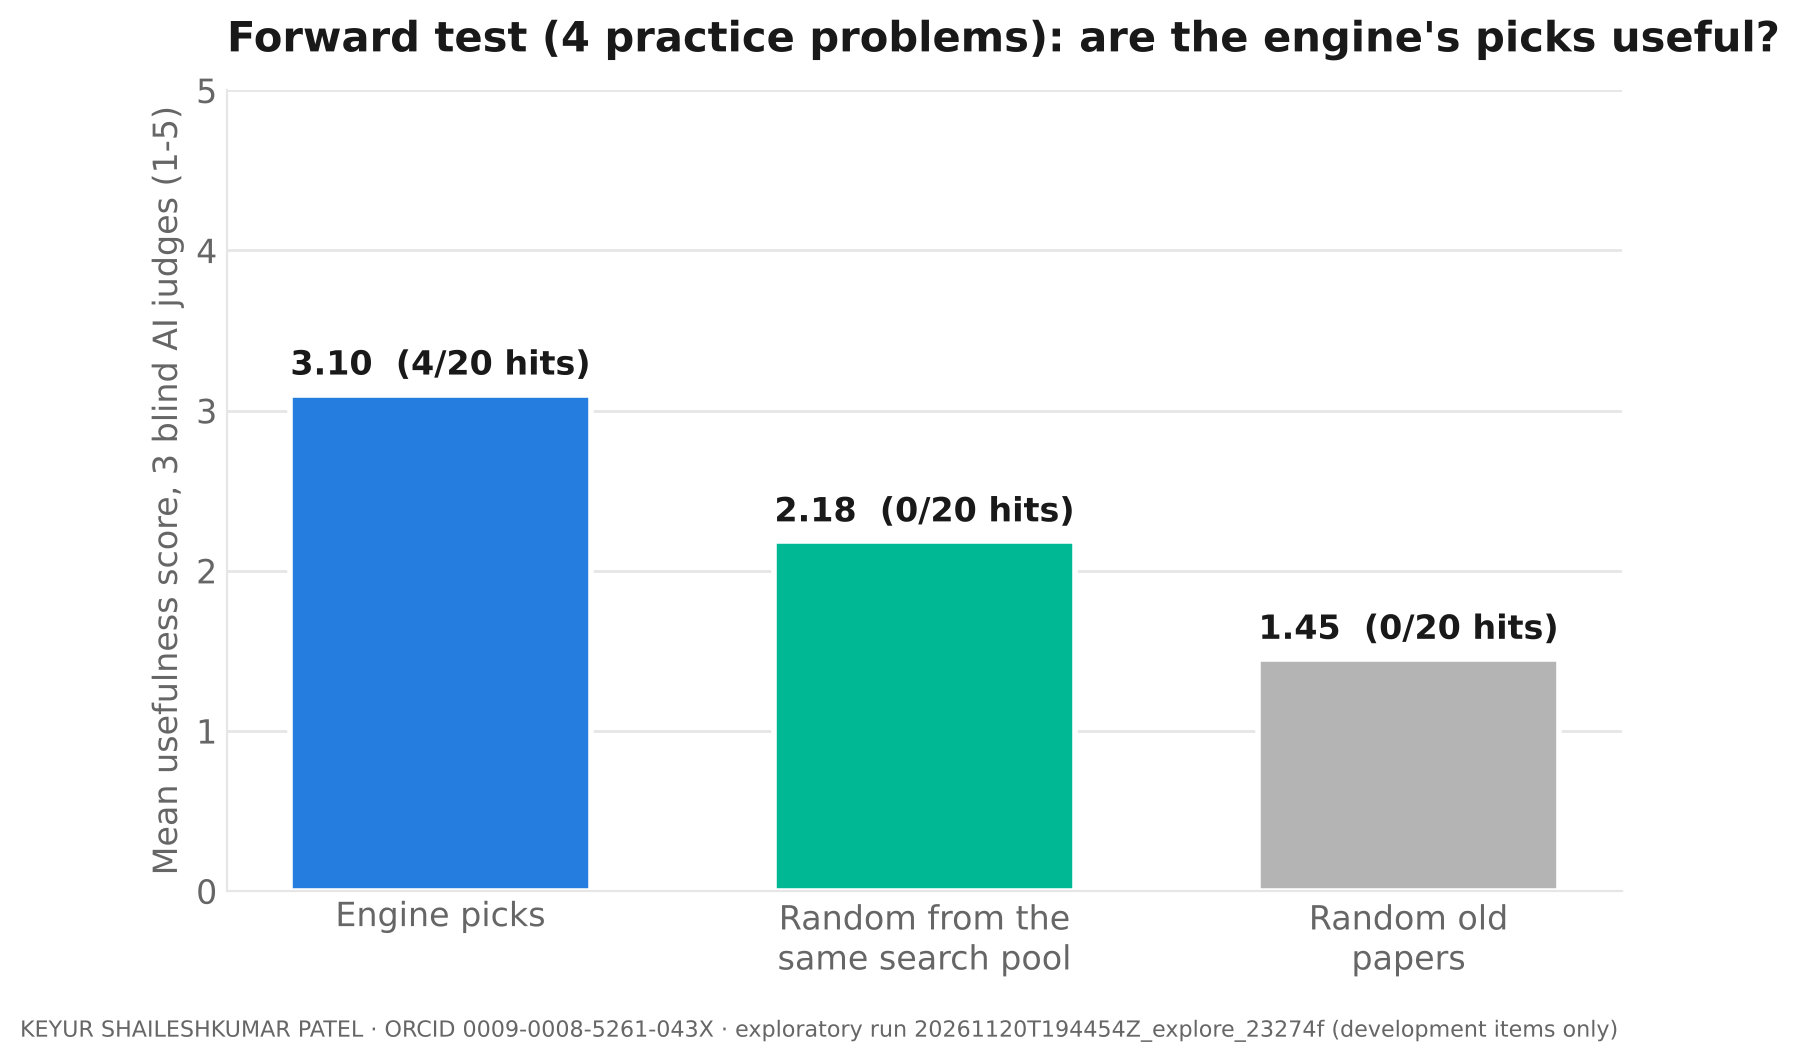 Forward test (4 practice problems): are the engine's picks useful?
Mean usefulness score, 3 blind AI judges (1-5)
5
4
3
2
1
0
3.10 (4/20 hits)
2.18 (0/20 hits)
1.45 (0/20 hits)
Engine picks
Random from the
same search pool
Random old
papers
KEYUR SHAILESHKUMAR PATEL · ORCID 0009-0008-5261-043X · exploratory run 20261120T194454Z_explore_23274f (development items only)